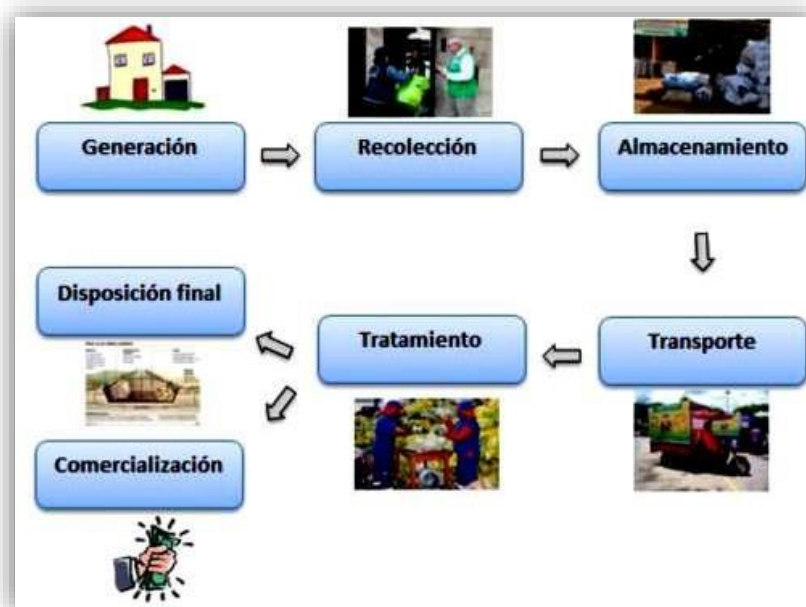 Generación
Recolección
Almacenamiento
Disposición final
Tratamiento
Transporte
Comercialización